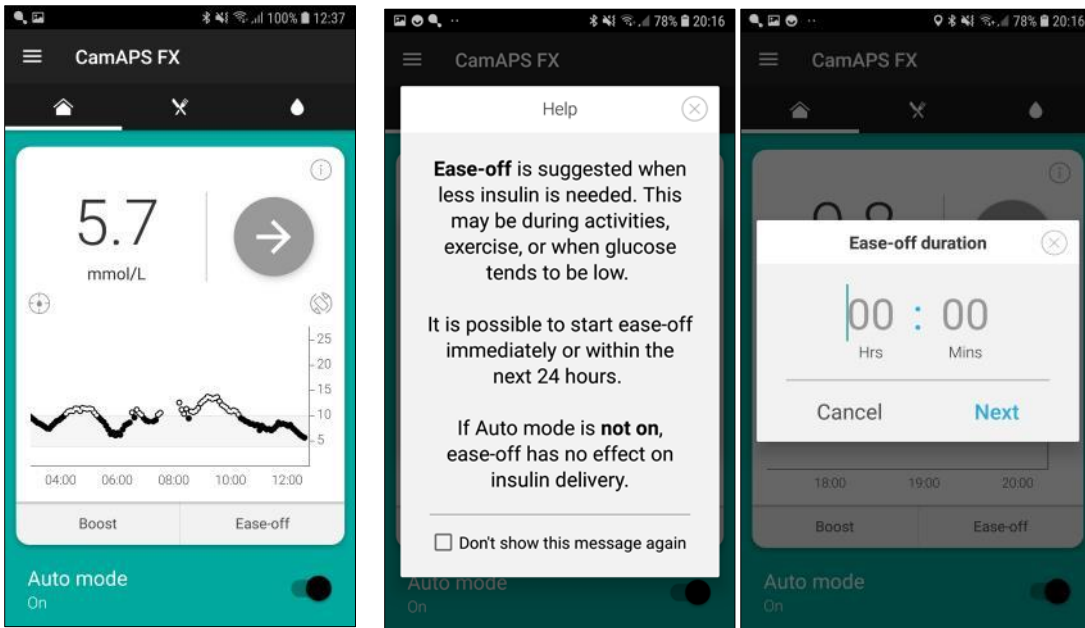 100% 12:37
CamAPS FX
5.7
mmol/L
25
20
15
10
5
04:00 06:00 08:00 10:00 12:00
Boost Ease-off
Auto mode
On
78% 20:16
CamAPS FX
Help
Ease-off is suggested when
less insulin is needed. This
may be during activities,
exercise, or when glucose
tends to be low.
It is possible to start ease-off
immediately or within the
next 24 hours.
If Auto mode is not on,
ease-off has no effect on
insulin delivery.
Don't show this message again
Auto mode
On
78% 20:16
CamAPS FX
Ease-off duration
00 : 00
Hrs Mins
Cancel Next
18:00 19:00 20:00
Boost Ease-off
Auto mode
On